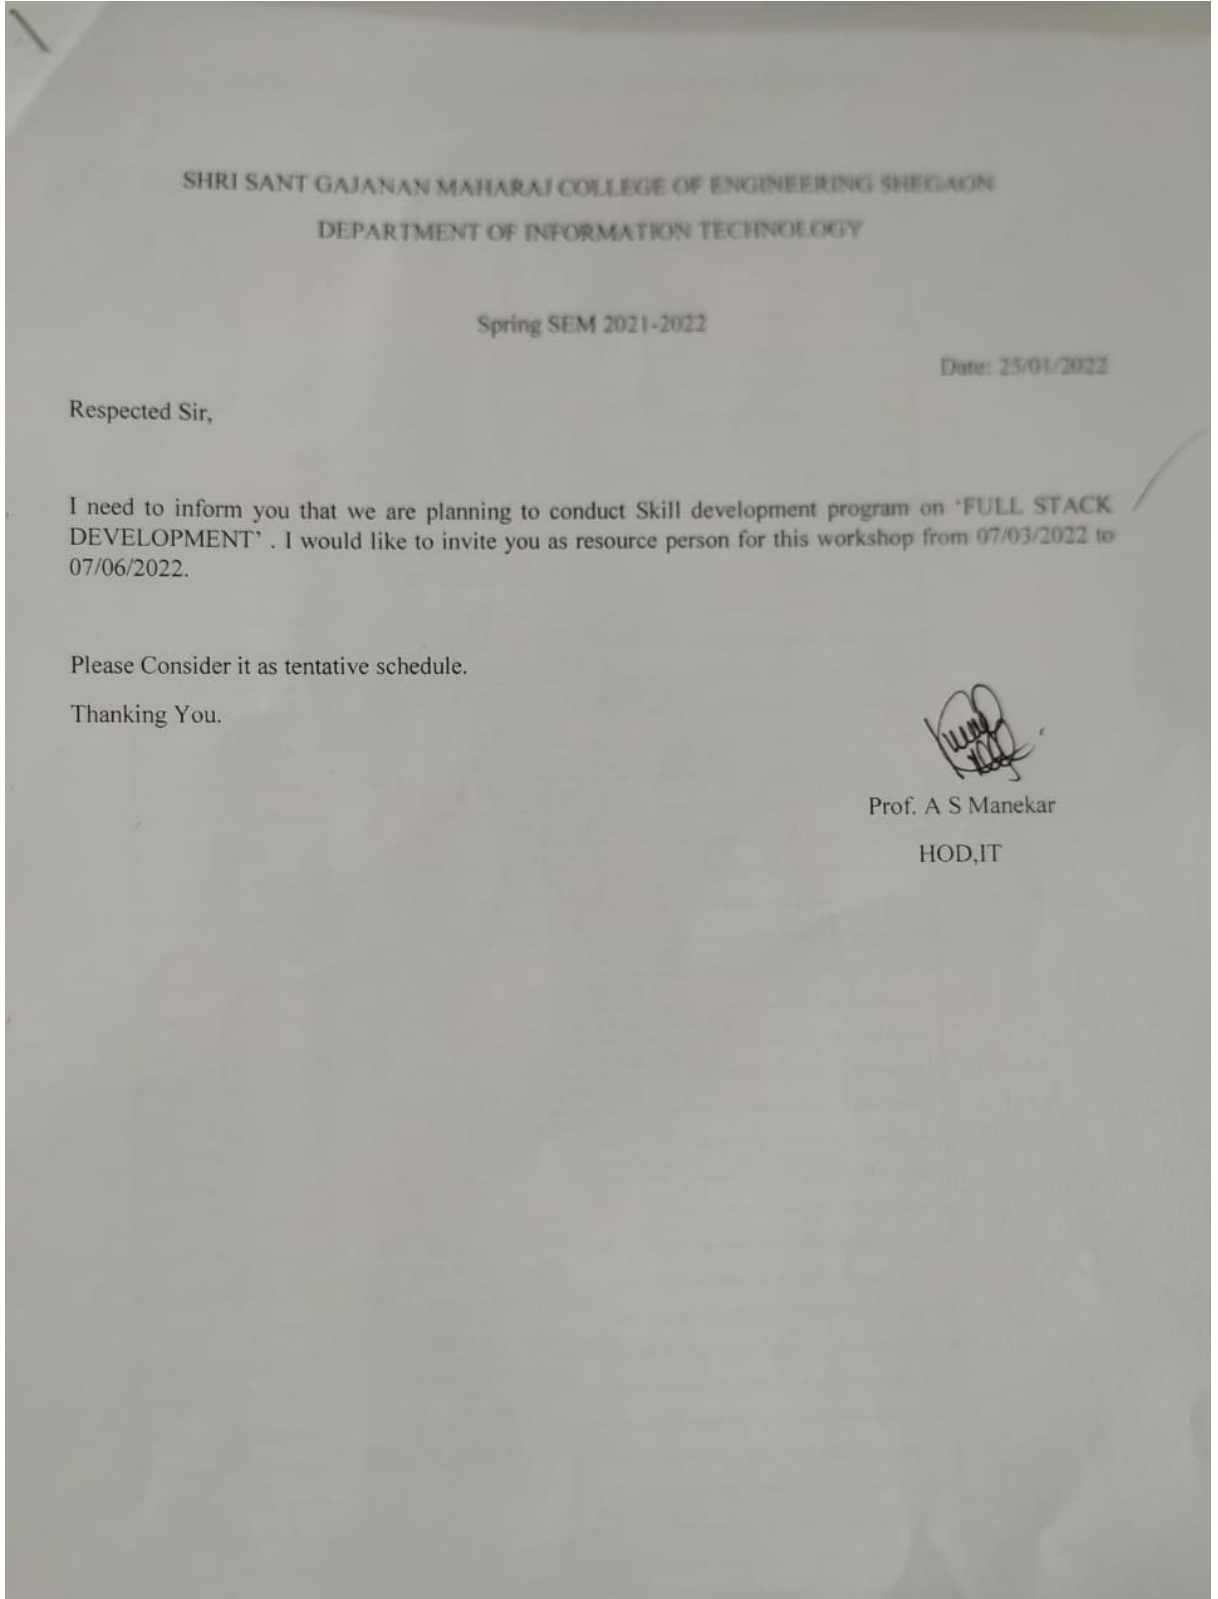 SHRI SANT GAJANAN MAHARAJ COLLEGE OF ENGINEERING SHEGAON
DEPARTMENT OF INFORMATION TECHNOLOGY
Spring SEM 2021-2022
Date: 25/01/2022
Respected Sir,
I need to inform you that we are planning to conduct Skill development program on ‘FULL STACK
DEVELOPMENT’ . I would like to invite you as resource person for this workshop from 07/03/2022 to
07/06/2022.
Please Consider it as tentative schedule.
Thanking You.
Prof. A S Manekar
HOD,IT